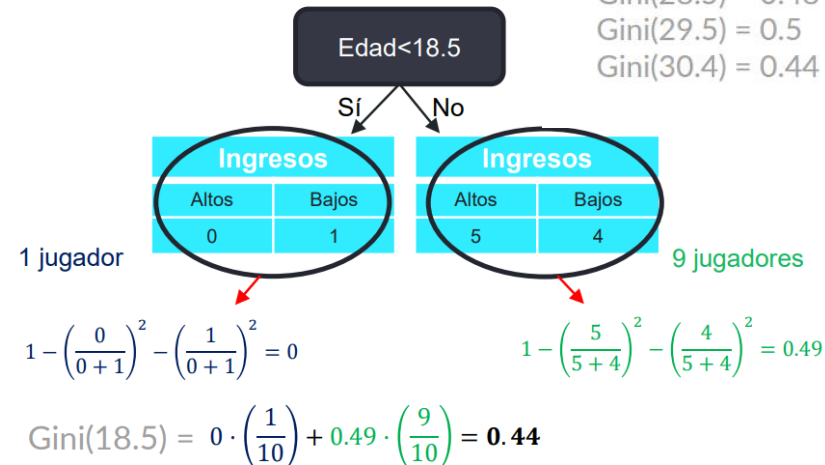 Gini(29.5) = 0.5
Gini(30.4) = 0.44
Edad<18.5
Sí No
Ingresos Ingresos
Altos Bajos Altos Bajos
0 1 5 4
1 jugador 9 jugadores
1 − (0/(0 + 1))² − (1/(0 + 1))² = 0
1 − (5/(5 + 4))² − (4/(5 + 4))² = 0.49
Gini(18.5) = 0 · (1/10) + 0.49 · (9/10) = 0.44